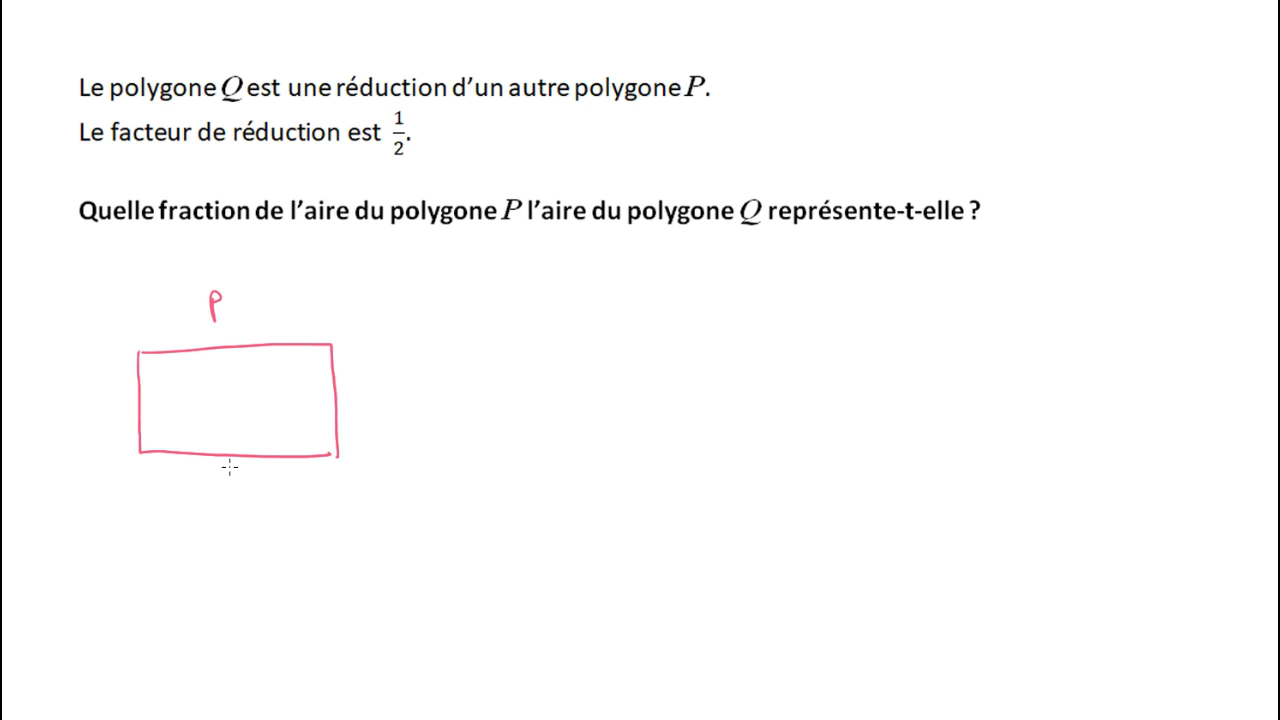 Le polygone Q est une réduction d'un autre polygone P.
Le facteur de réduction est 1/2.
Quelle fraction de l'aire du polygone P l'aire du polygone Q représente-t-elle ?
P